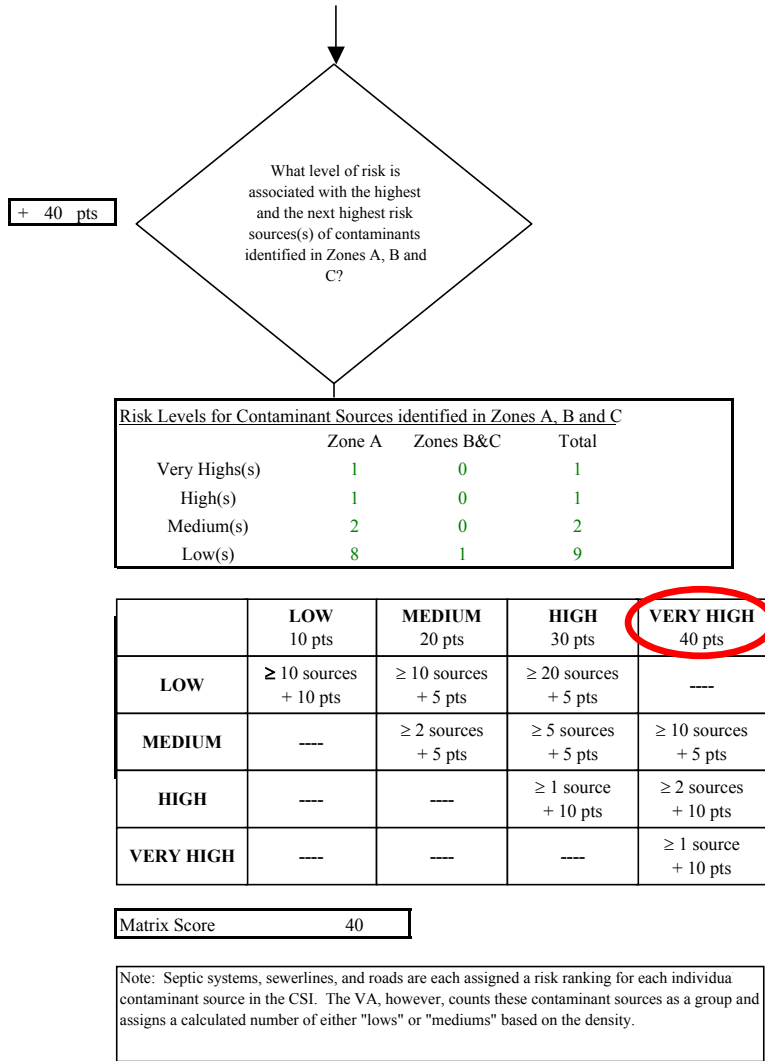 What level of risk is
associated with the highest
and the next highest risk
sources(s) of contaminants
identified in Zones A, B and
C?
+ 40 pts
Risk Levels for Contaminant Sources identified in Zones A, B and C
Zone A Zones B&C Total
Very Highs(s) 1 0 1
High(s) 1 0 1
Medium(s) 2 0 2
Low(s) 8 1 9
LOW MEDIUM HIGH VERY HIGH
10 pts 20 pts 30 pts 40 pts
LOW ≥ 10 sources ≥ 10 sources ≥ 20 sources ----
+ 10 pts + 5 pts + 5 pts
MEDIUM ---- ≥ 2 sources ≥ 5 sources ≥ 10 sources
+ 5 pts + 5 pts + 5 pts
HIGH ---- ---- ≥ 1 source ≥ 2 sources
+ 10 pts + 10 pts
VERY HIGH ---- ---- ---- ≥ 1 source
+ 10 pts
Matrix Score 40
Note: Septic systems, sewerlines, and roads are each assigned a risk ranking for each individua
contaminant source in the CSI. The VA, however, counts these contaminant sources as a group and
assigns a calculated number of either "lows" or "mediums" based on the density.